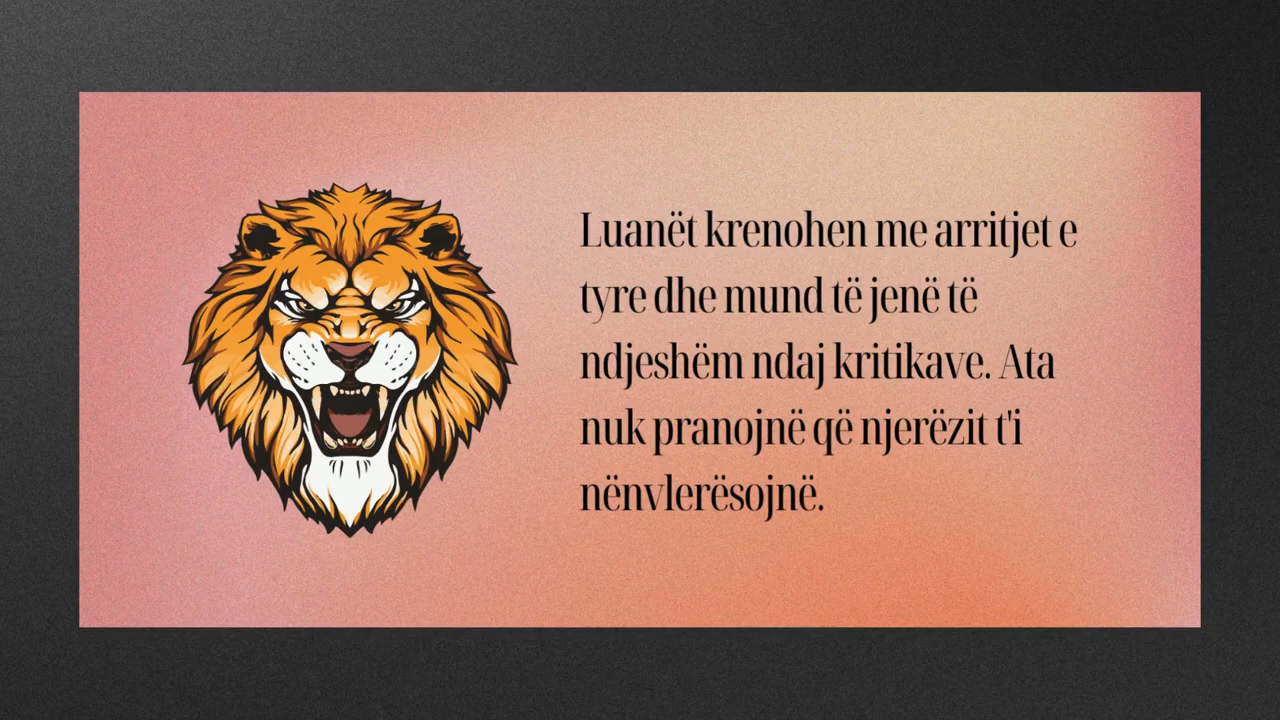 Luanët krenohen me arritjet e
tyre dhe mund të jenë të
ndjeshëm ndaj kritikave. Ata
nuk pranojnë që njerëzit t'i
nënvlerësojnë.